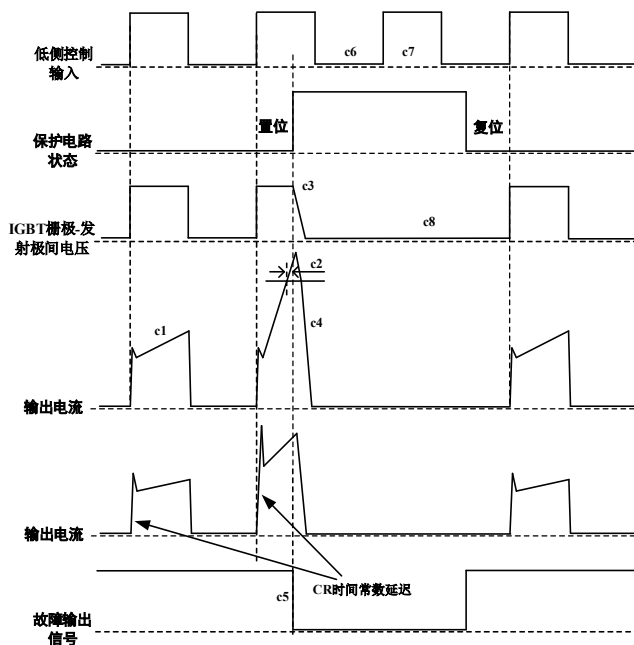 低侧控制
输入
c6
c7
保护电路
状态
置位
复位
IGBT栅极-发
射极间电压
c3
c8
c2
c1
c4
输出电流
输出电流
CR时间常数延迟
c5
故障输出
信号